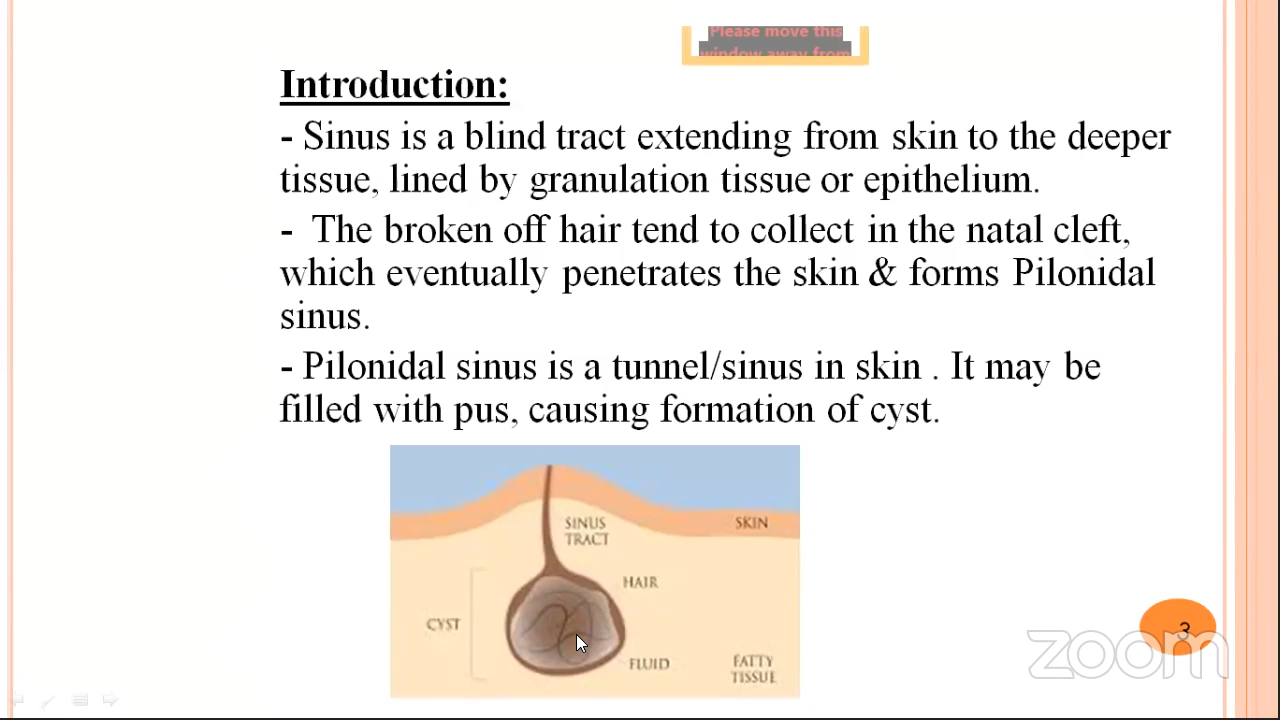 Please move this
window away from
Introduction:
- Sinus is a blind tract extending from skin to the deeper
tissue, lined by granulation tissue or epithelium.
- The broken off hair tend to collect in the natal cleft,
which eventually penetrates the skin & forms Pilonidal
sinus.
- Pilonidal sinus is a tunnel/sinus in skin . It may be
filled with pus, causing formation of cyst.
SINUS
TRACT
SKIN
HAIR
CYST
FLUID
FATTY
TISSUE
3
zoom